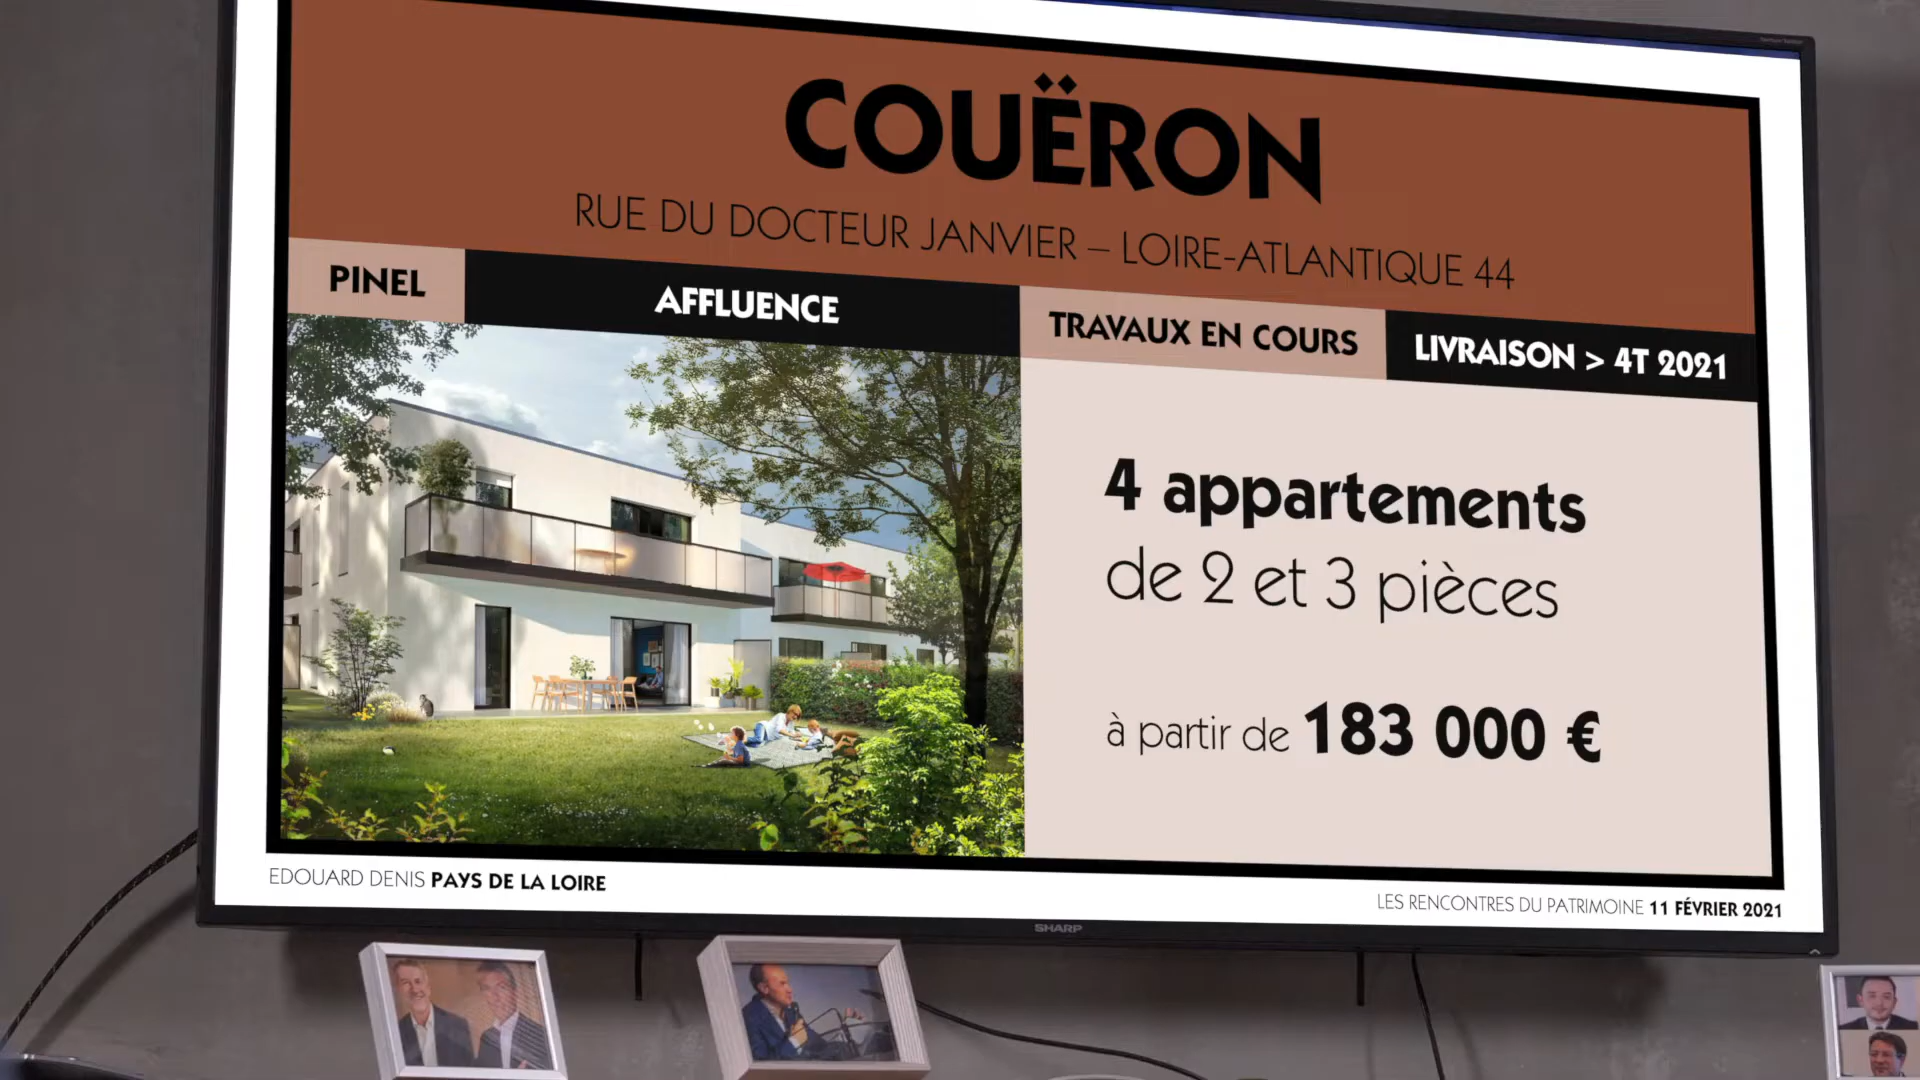 COUËRON
RUE DU DOCTEUR JANVIER – LOIRE-ATLANTIQUE 44
PINEL
AFFLUENCE
TRAVAUX EN COURS
LIVRAISON > 4T 2021
4 appartements
de 2 et 3 pièces
à partir de 183 000 €
EDOUARD DENIS PAYS DE LA LOIRE
LES RENCONTRES DU PATRIMOINE 11 FÉVRIER 2021
SHARP